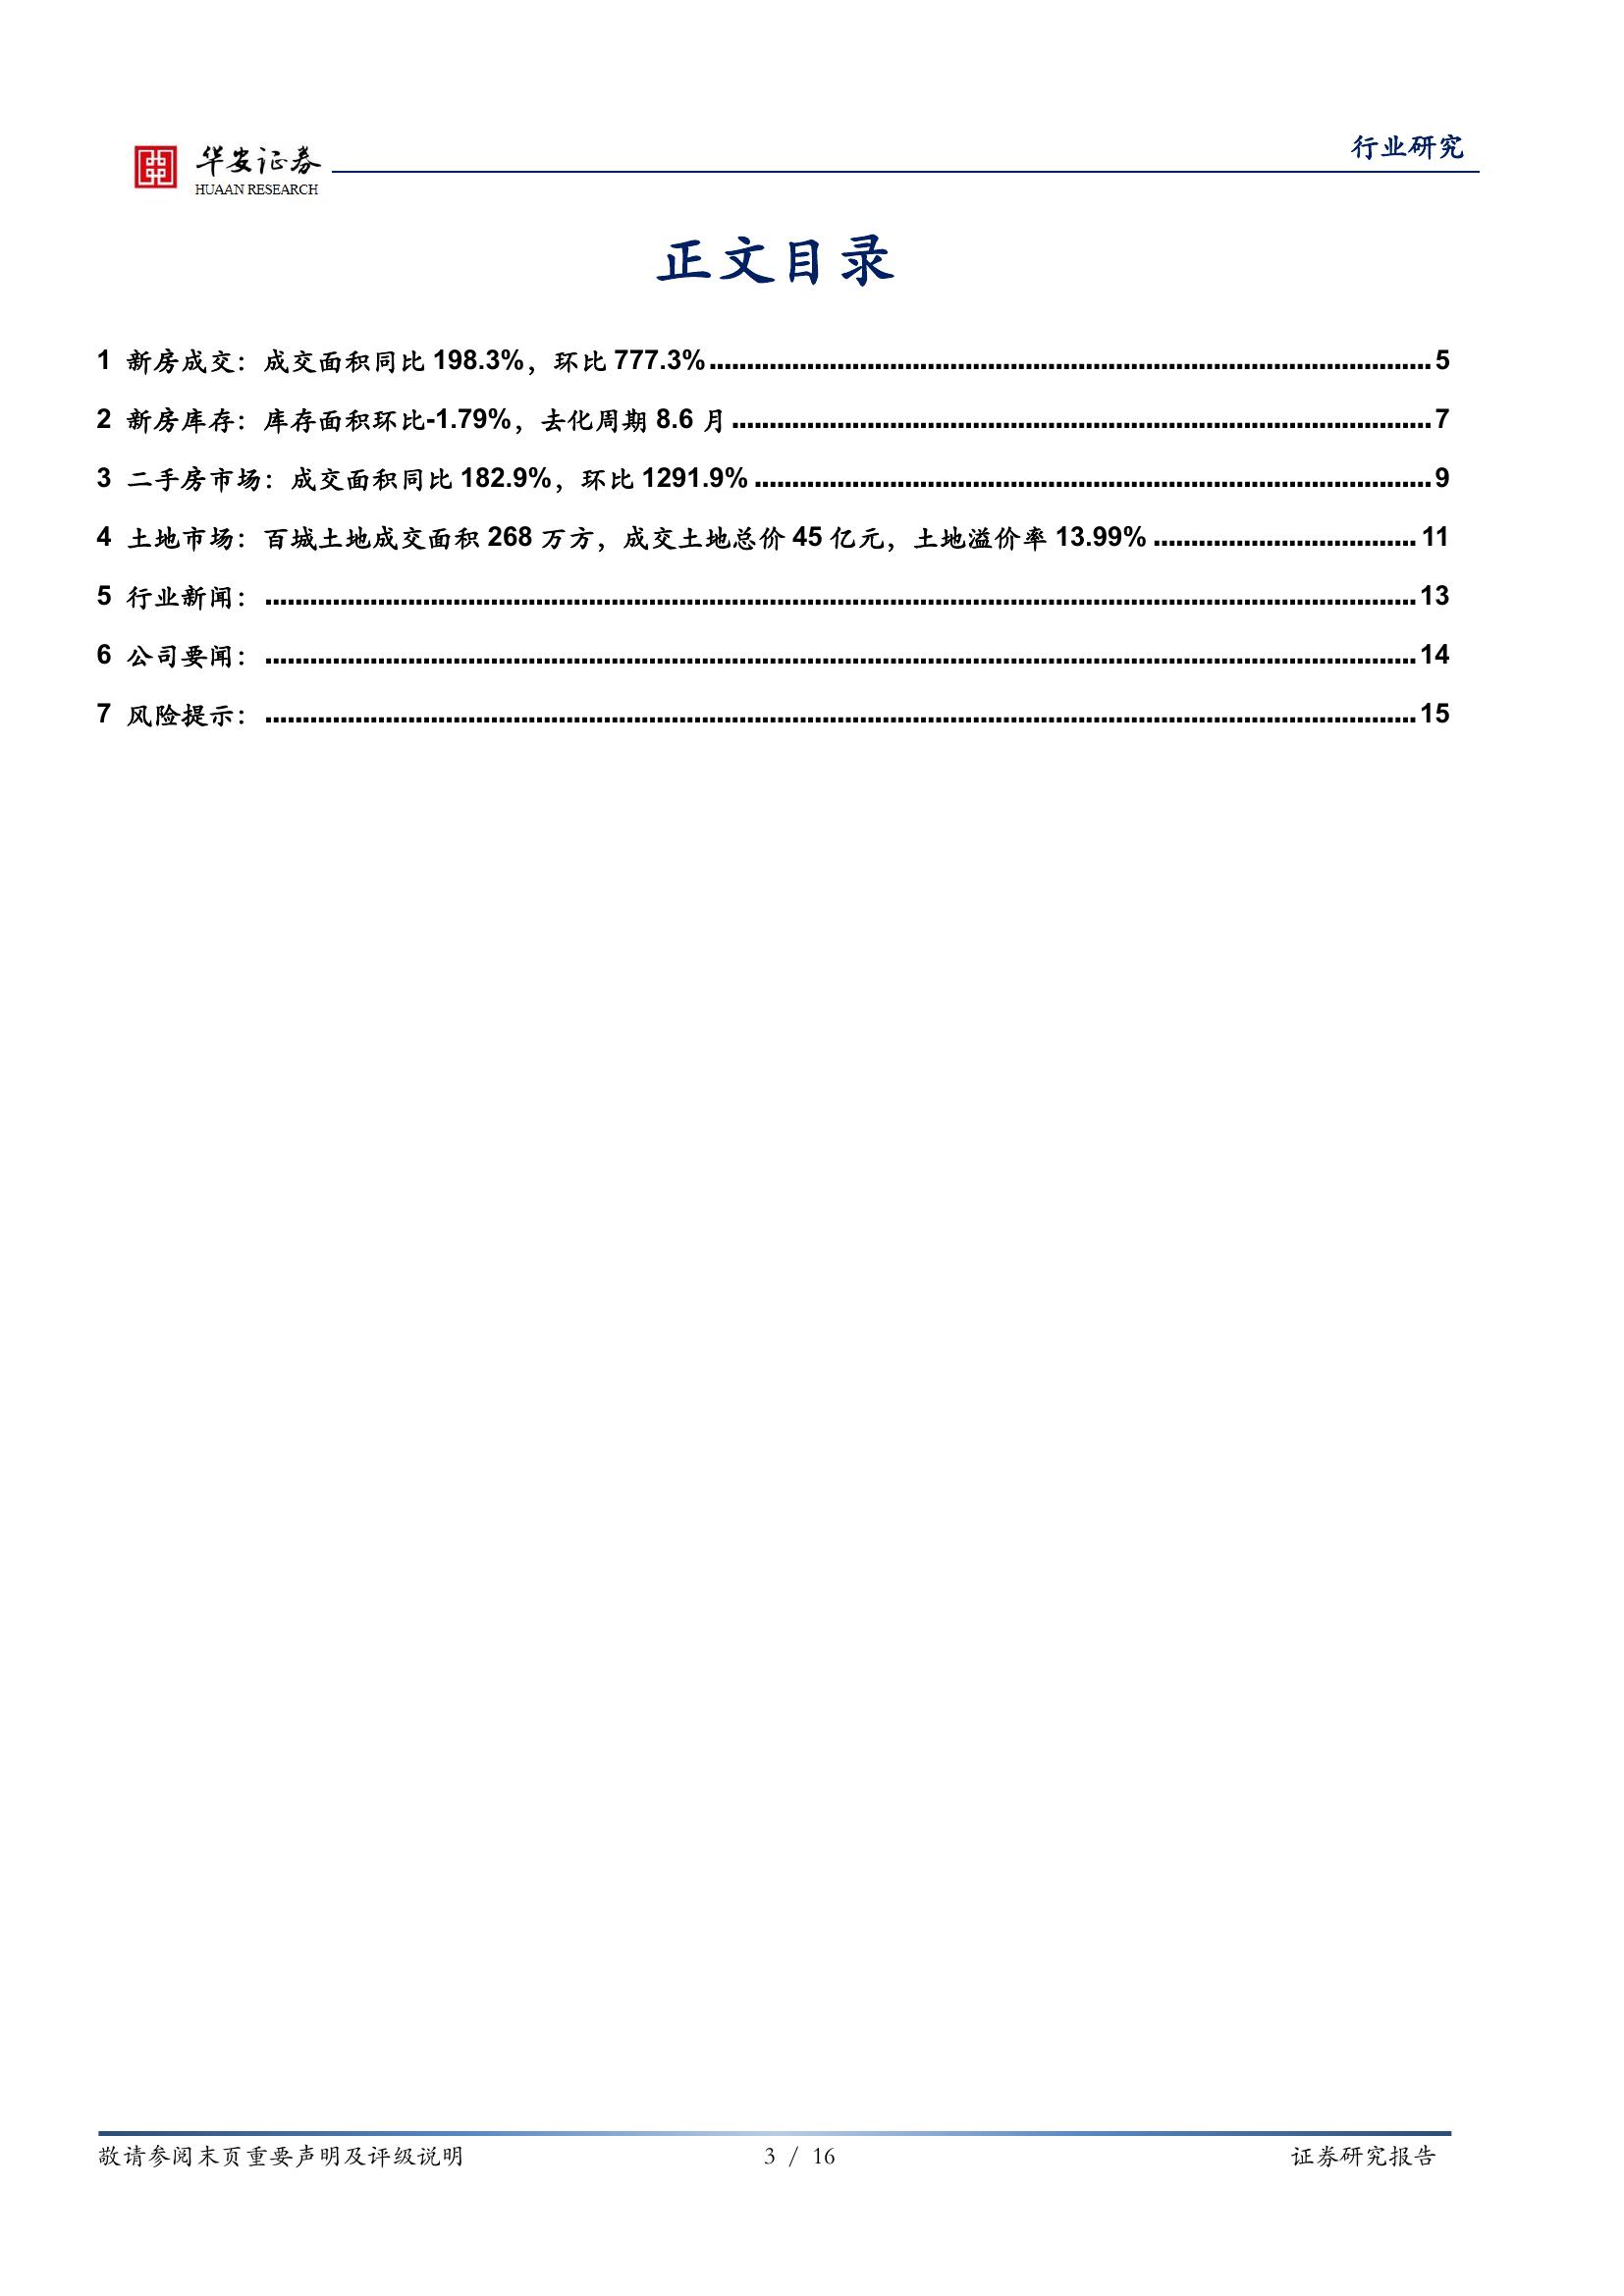 行业研究
华安证券
HUAAN RESEARCH
正文目录
1 新房成交：成交面积同比 198.3%，环比 777.3%........................................5
2 新房库存：库存面积环比-1.79%，去化周期 8.6 月........................................7
3 二手房市场：成交面积同比 182.9%，环比 1291.9%........................................9
4 土地市场：百城土地成交面积 268 万方，成交土地总价 45 亿元，土地溢价率 13.99%........................................11
5 行业新闻：........................................13
6 公司要闻：........................................14
7 风险提示：........................................15
敬请参阅末页重要声明及评级说明 3 / 16 证券研究报告